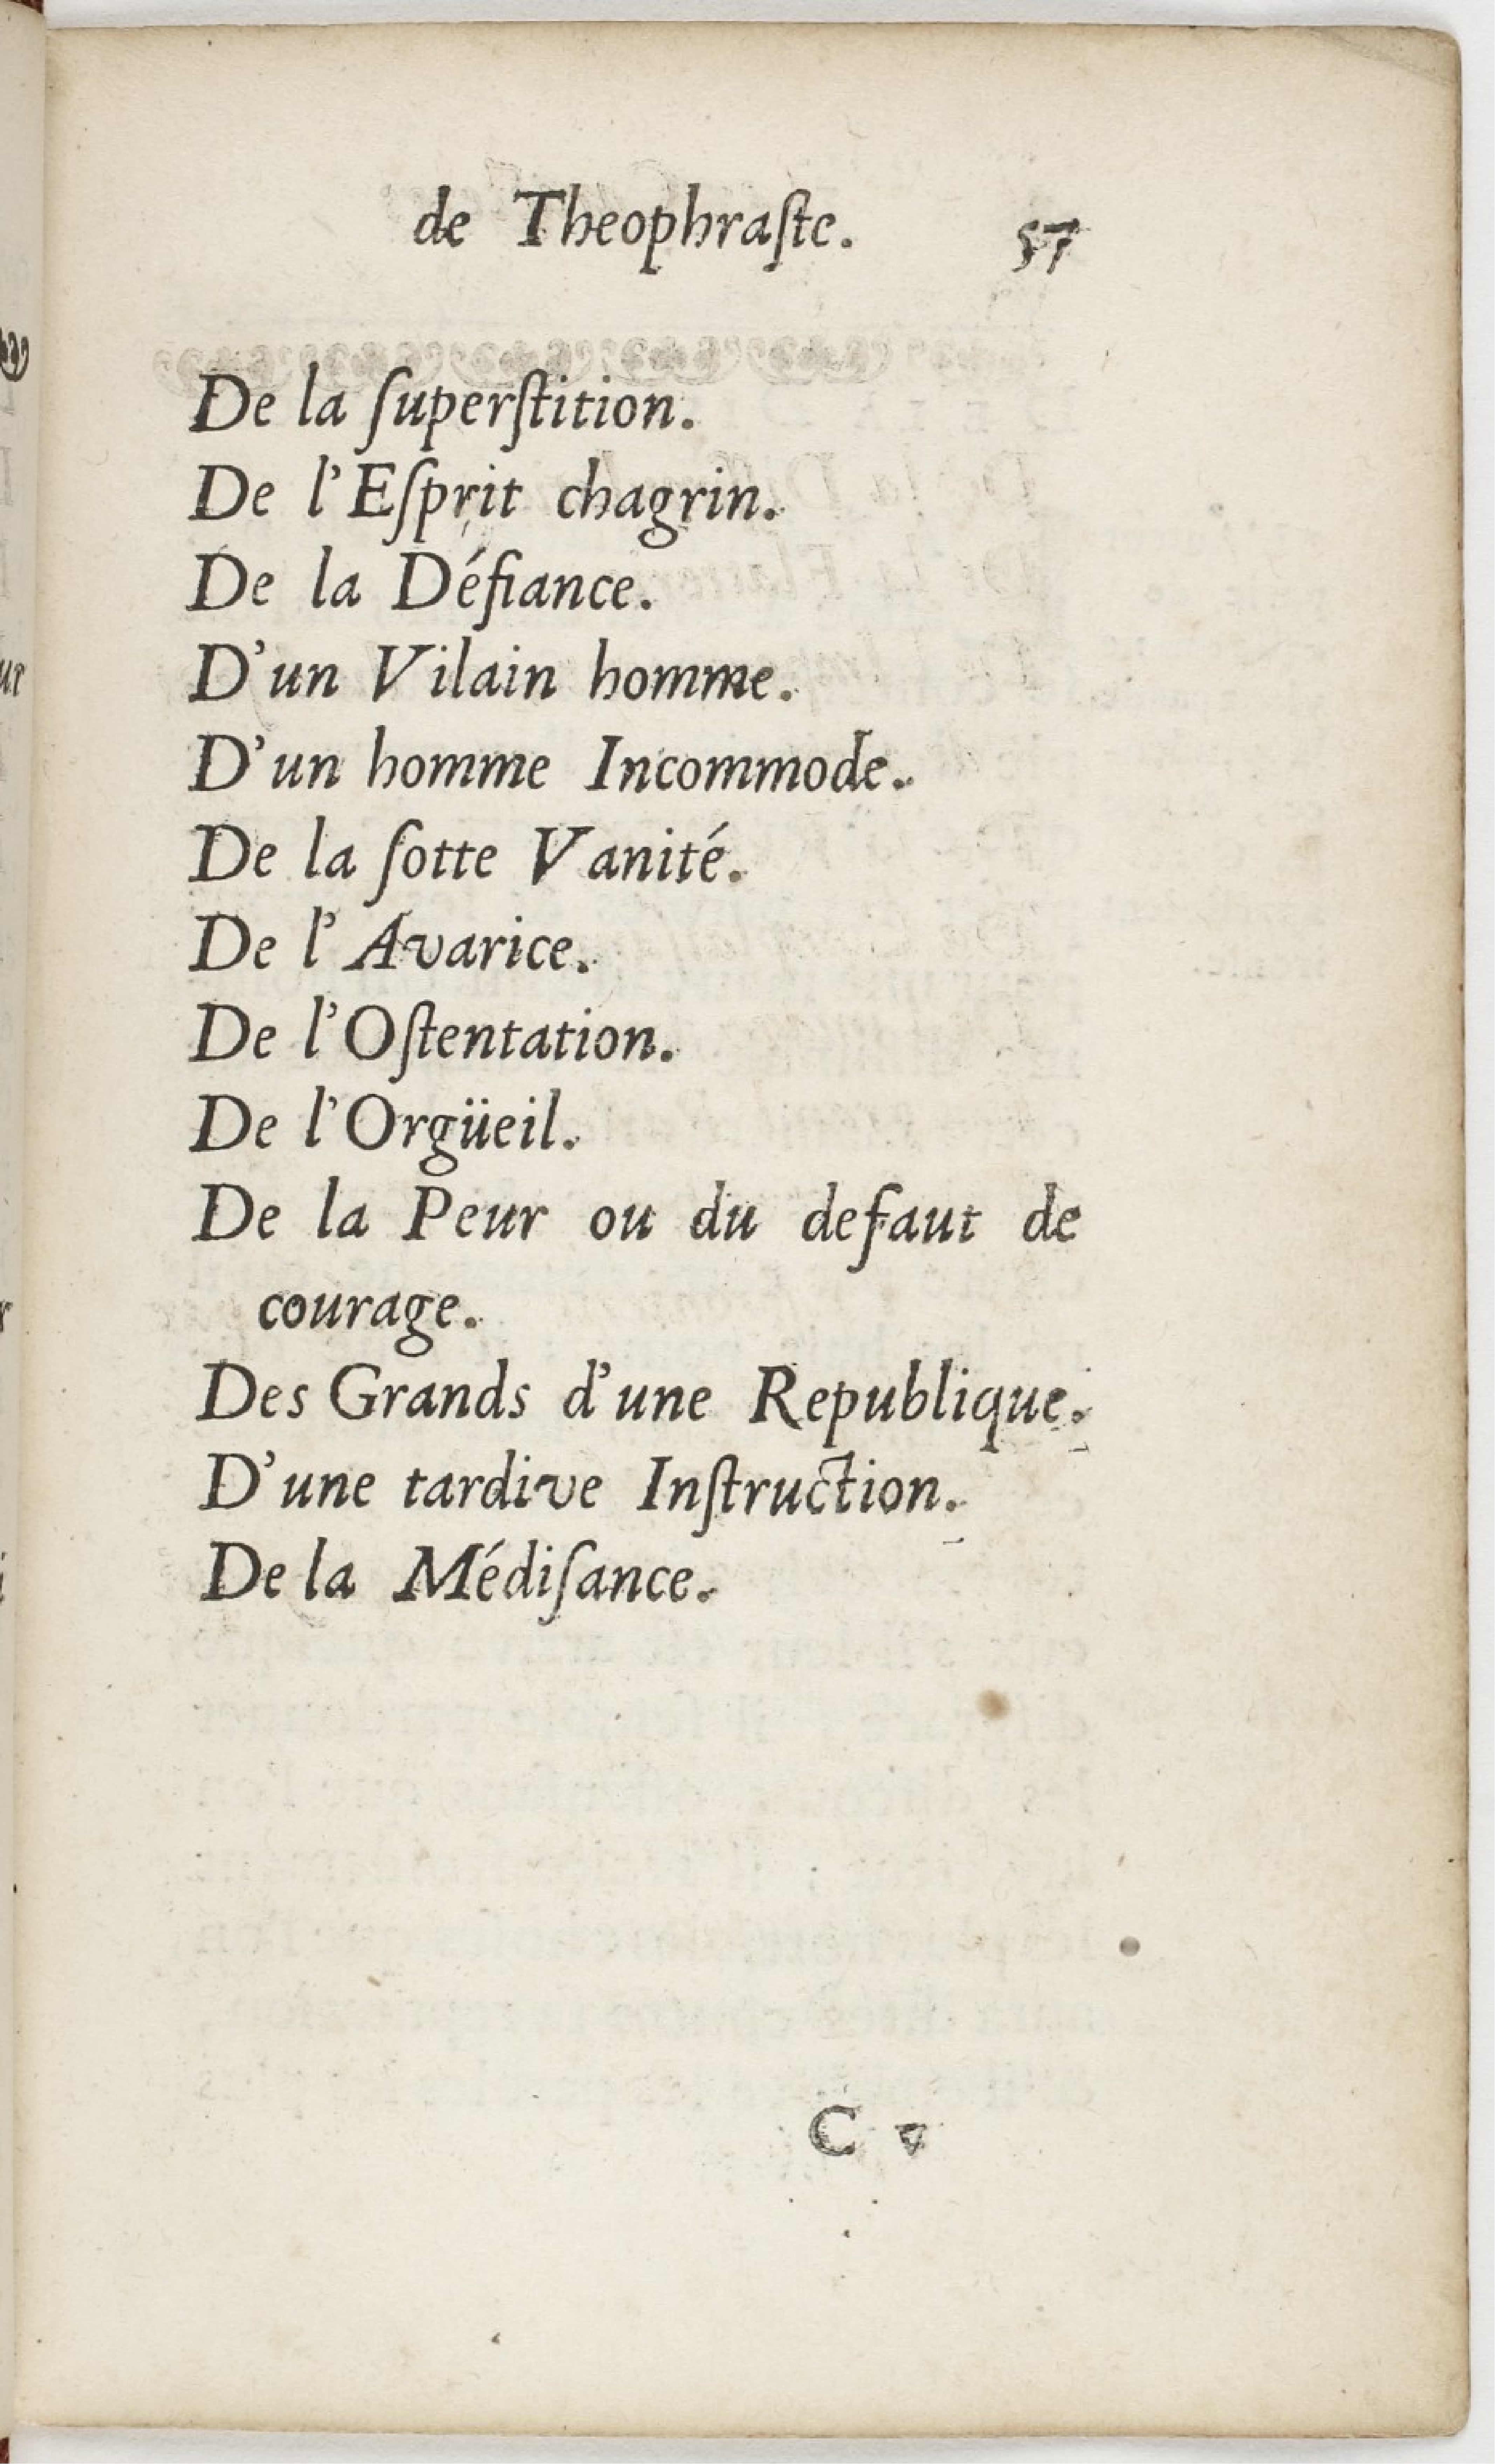 de Theophraſte. 57
De la ſuperſtition.
De l'Eſprit chagrin.
De la Défiance.
D'un Vilain homme.
D'un homme Incommode.
De la ſotte Vanité.
De l'Avarice.
De l'Oſtentation.
De l'Orgüeil.
De la Peur ou du defaut de
courage.
Des Grands d'une Republique.
D'une tardive Inſtruction.
De la Médiſance.
C v